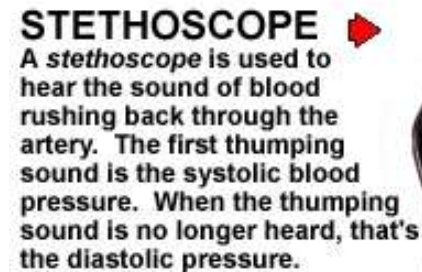 STETHOSCOPE
A stethoscope is used to
hear the sound of blood
rushing back through the
artery.  The first thumping
sound is the systolic blood
pressure.  When the thumping
sound is no longer heard, that's
the diastolic pressure.